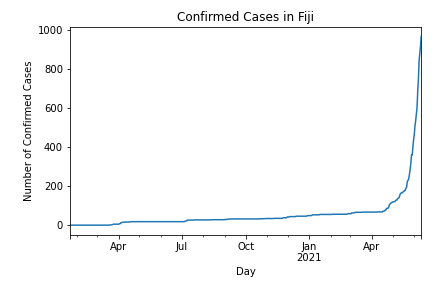 Confirmed Cases in Fiji
Number of Confirmed Cases
1000
800
600
400
200
0
Apr Jul Oct Jan Apr
2021
Day